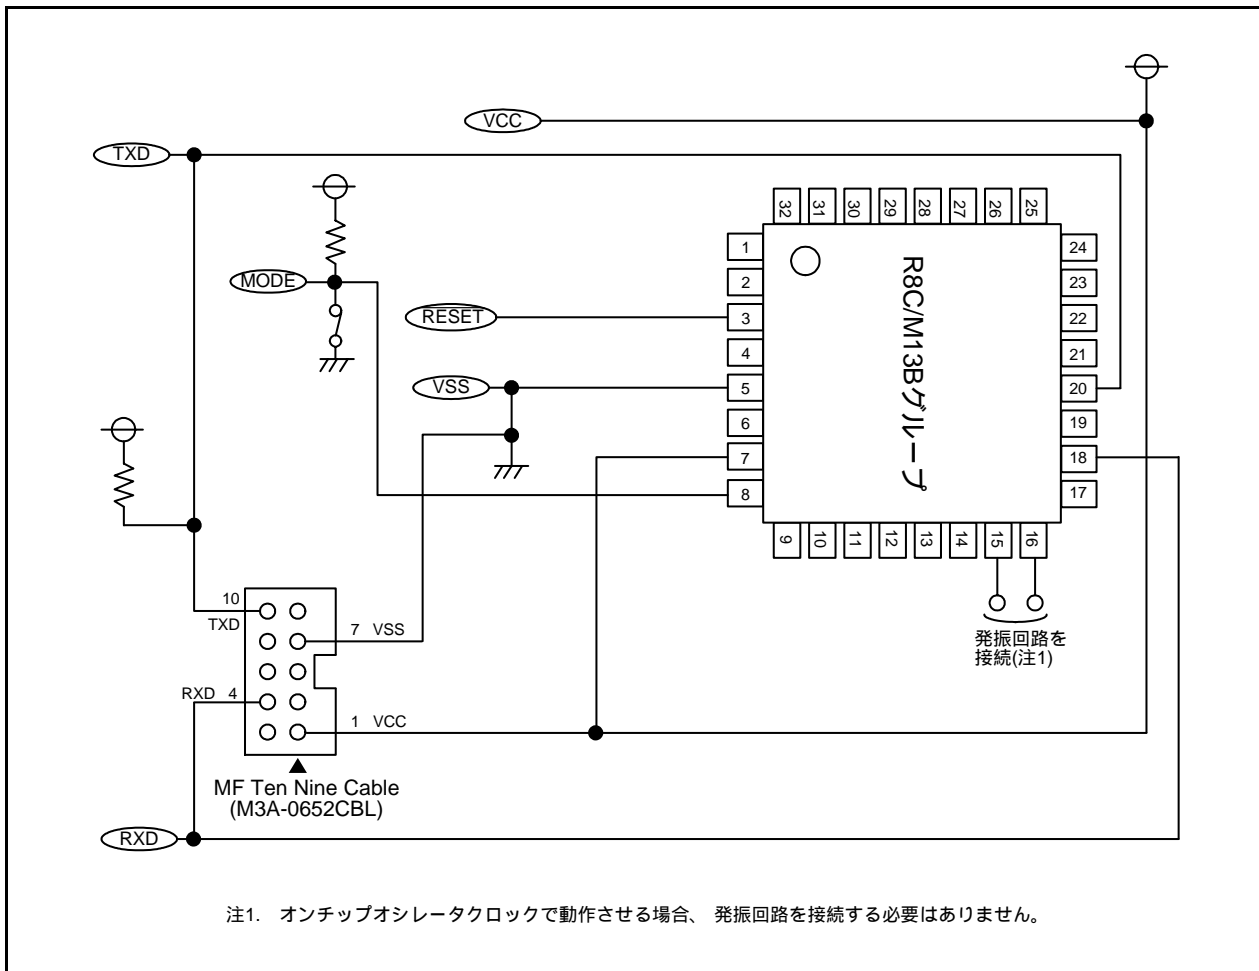 VCC
TXD
MODE
RESET
VSS
32 31 30 29 28 27 26 25
1
2
3
4
5
6
7
8
R8C/M13Bグループ
24
23
22
21
20
19
18
17
9 10 11 12 13 14 15 16
発振回路を
接続(注1)
10
TXD
7 VSS
RXD 4
1 VCC
MF Ten Nine Cable
(M3A-0652CBL)
RXD
注1. オンチップオシレータクロックで動作させる場合、 発振回路を接続する必要はありません。